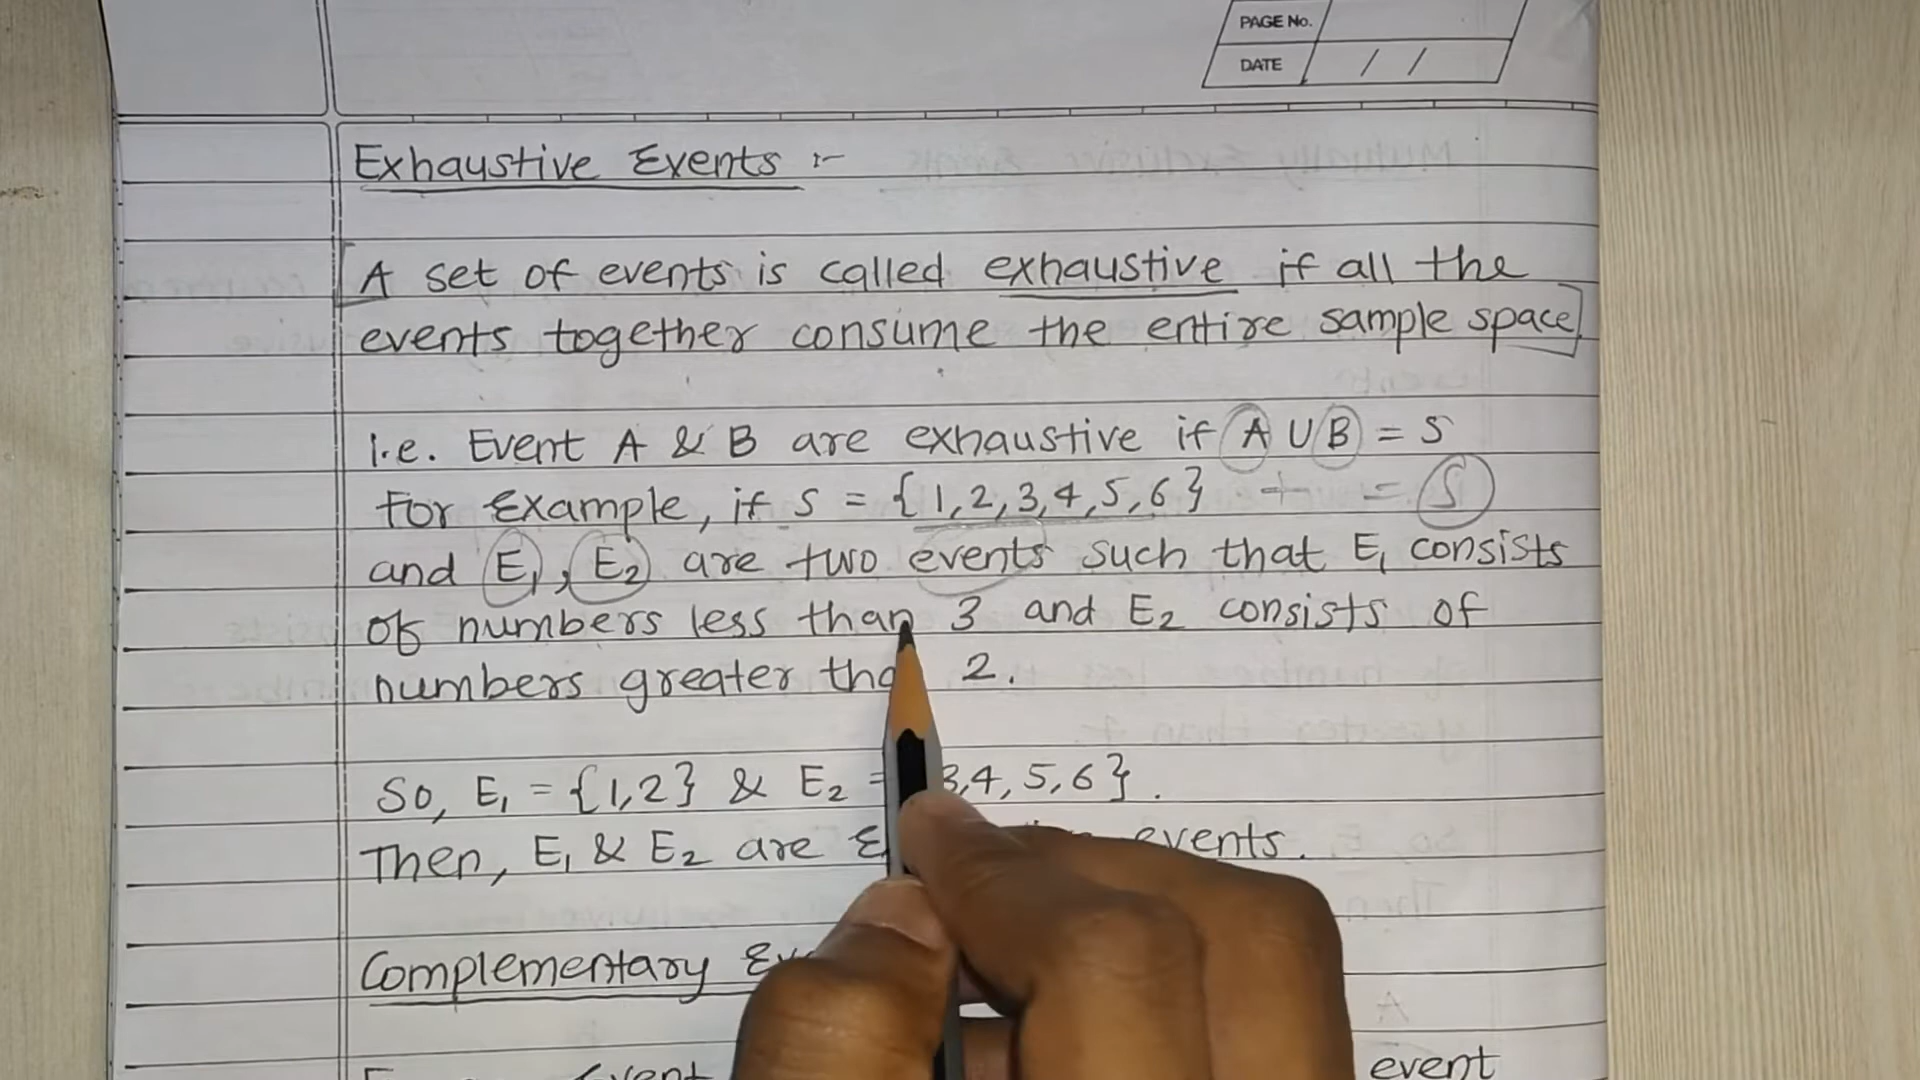 PAGE No.
DATE / /
Exhaustive Events :-
A set of events is called exhaustive if all the
events together consume the entire sample space
i.e. Event A & B are exhaustive if A ∪ B = S
For Example, if S = {1,2,3,4,5,6} + = S
and E₁, E₂ are two events such that E₁ consists
of numbers less than 3 and E₂ consists of
numbers greater 2.
So, E₁ = {1,2} & E₂ = 3,4,5,6}.
Then, E₁ & E₂ are events.
Complementary
Event event